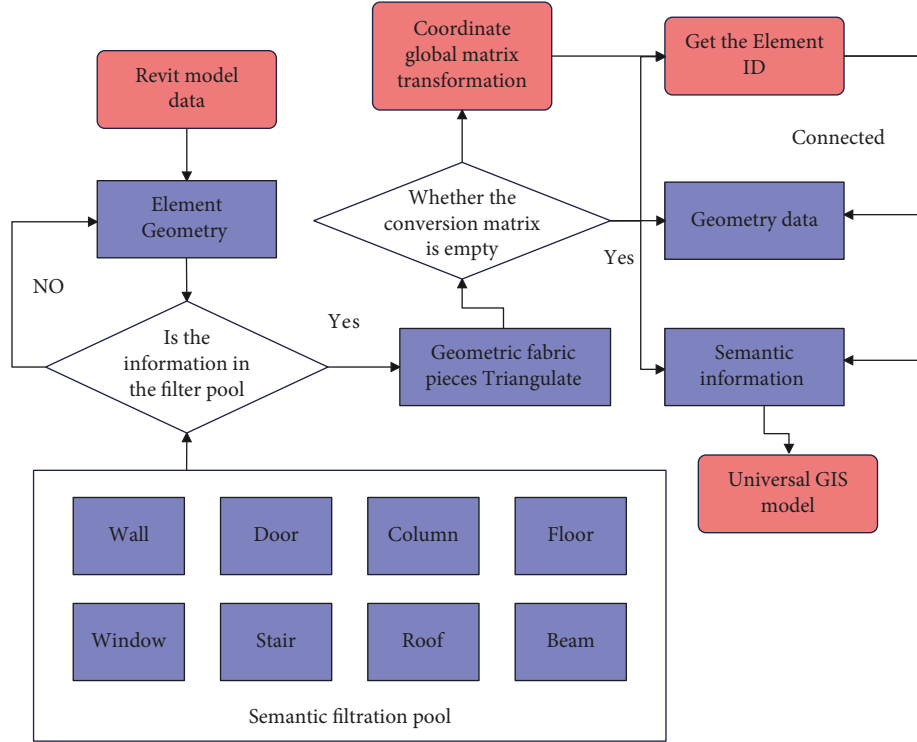 Revit model
data
Element
Geometry
NO
Is the
information in
the filter pool
Yes
Geometric fabric
pieces Triangulate
Whether the
conversion matrix
is empty
Coordinate
global matrix
transformation
Yes
Get the Element
ID
Connected
Geometry data
Semantic
information
Universal GIS
model
Wall
Door
Column
Floor
Window
Stair
Roof
Beam
Semantic filtration pool